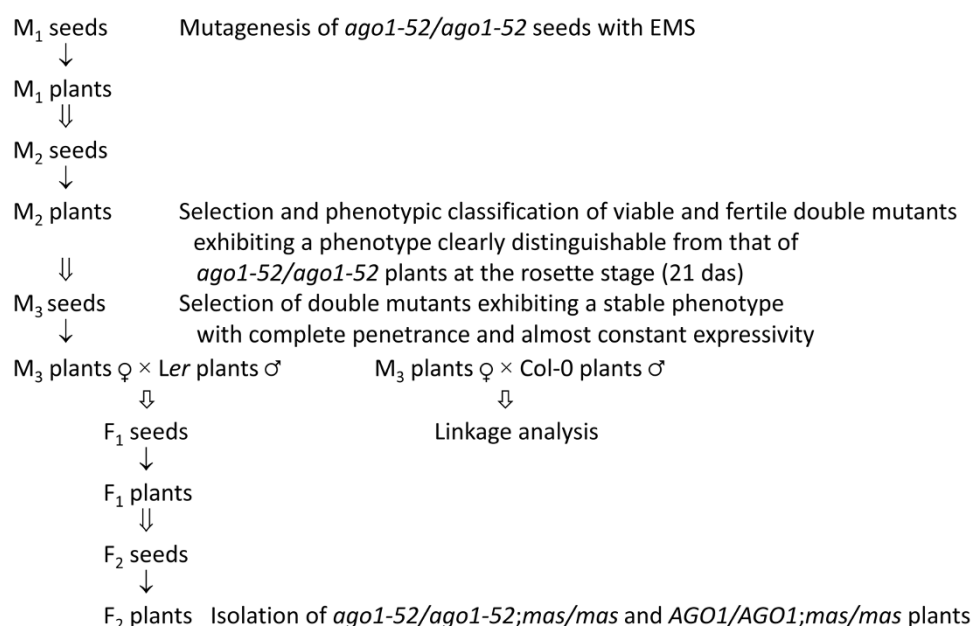 M₁ seeds Mutagenesis of ago1-52/ago1-52 seeds with EMS
↓
M₁ plants
⇓
M₂ seeds
↓
M₂ plants Selection and phenotypic classification of viable and fertile double mutants
exhibiting a phenotype clearly distinguishable from that of
⇓ ago1-52/ago1-52 plants at the rosette stage (21 das)
M₃ seeds Selection of double mutants exhibiting a stable phenotype
↓ with complete penetrance and almost constant expressivity
M₃ plants ♀ × Ler plants ♂ M₃ plants ♀ × Col-0 plants ♂
⇓ ⇓
F₁ seeds Linkage analysis
↓
F₁ plants
⇓
F₂ seeds
↓
F₂ plants Isolation of ago1-52/ago1-52;mas/mas and AGO1/AGO1;mas/mas plants